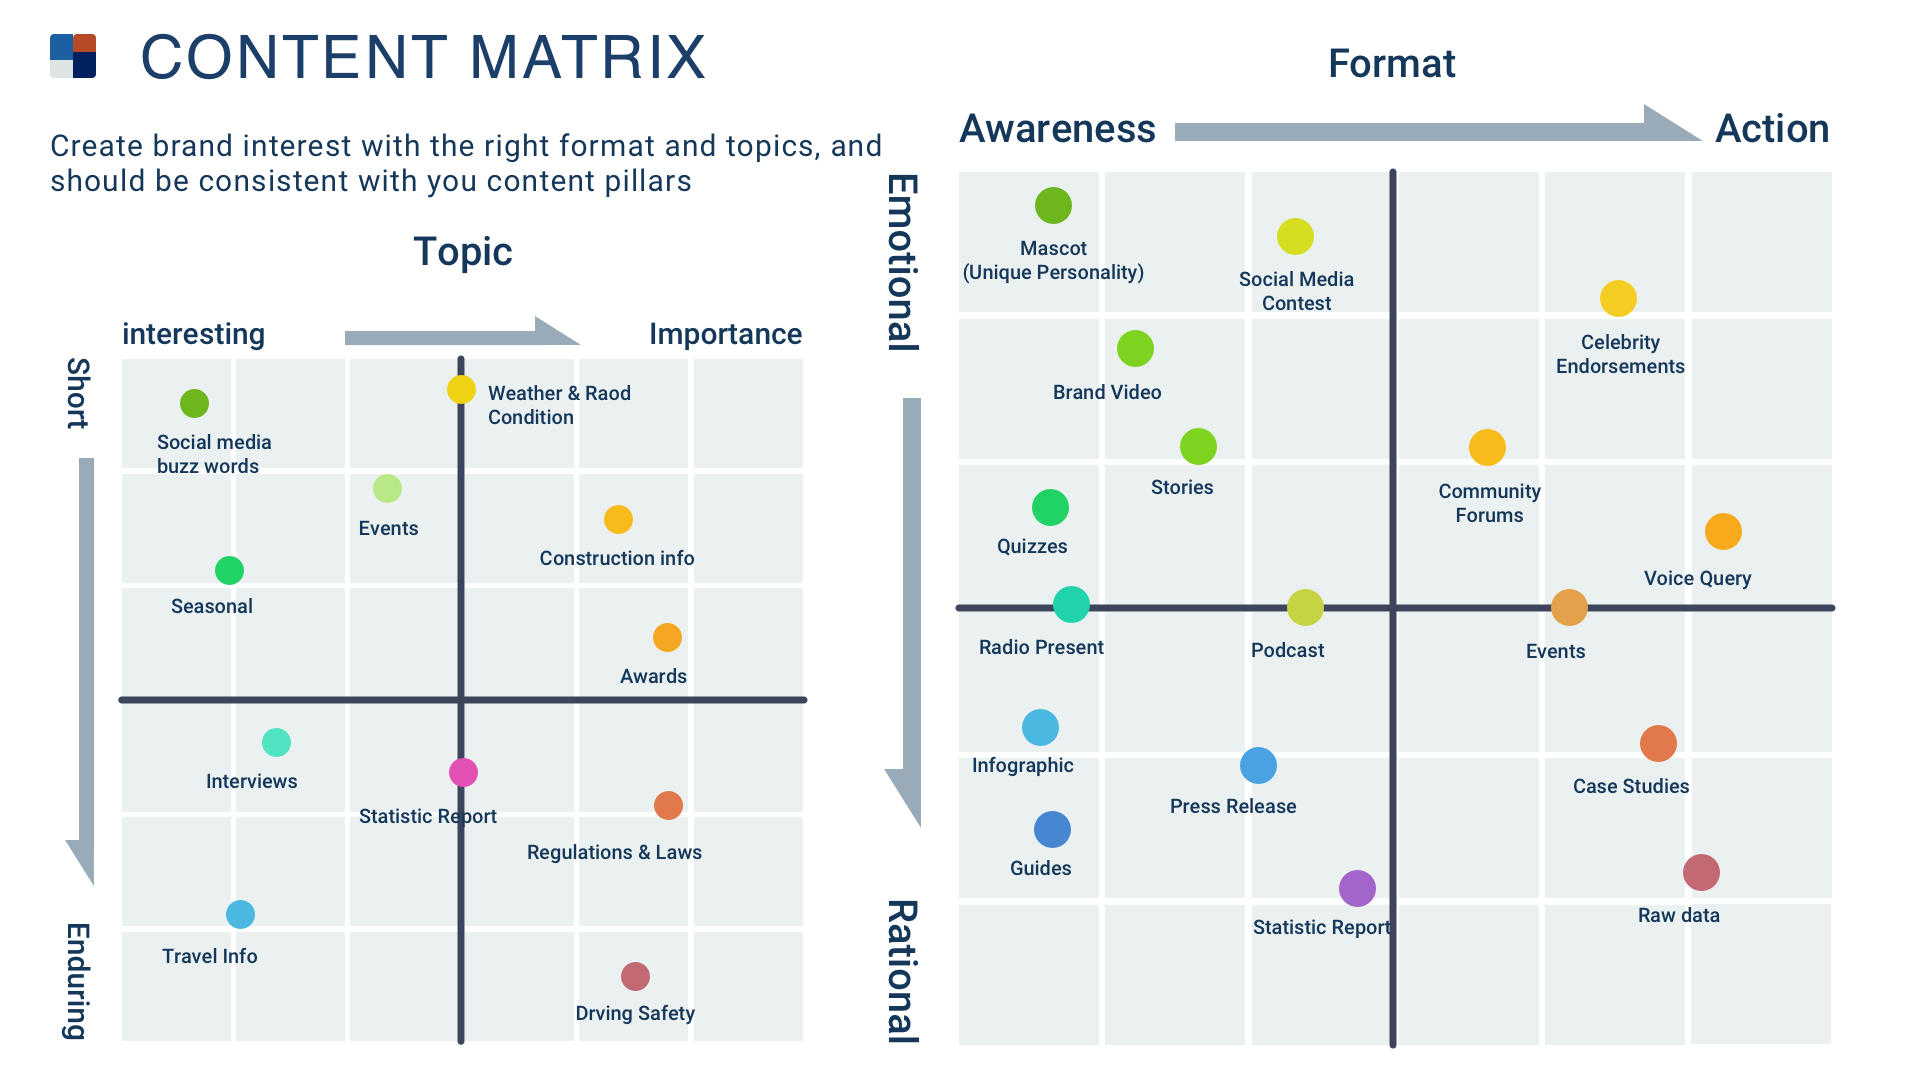 CONTENT MATRIX
Create brand interest with the right format and topics, and
should be consistent with you content pillars
Topic
interesting
Importance
Short
Enduring
Social media
buzz words
Weather & Raod
Condition
Events
Construction info
Seasonal
Awards
Interviews
Statistic Report
Regulations & Laws
Travel Info
Drving Safety
Format
Awareness
Action
Emotional
Rational
Mascot
(Unique Personality)
Social Media
Contest
Celebrity
Endorsements
Brand Video
Stories
Community
Forums
Quizzes
Voice Query
Radio Present
Podcast
Events
Infographic
Press Release
Case Studies
Guides
Statistic Report
Raw data